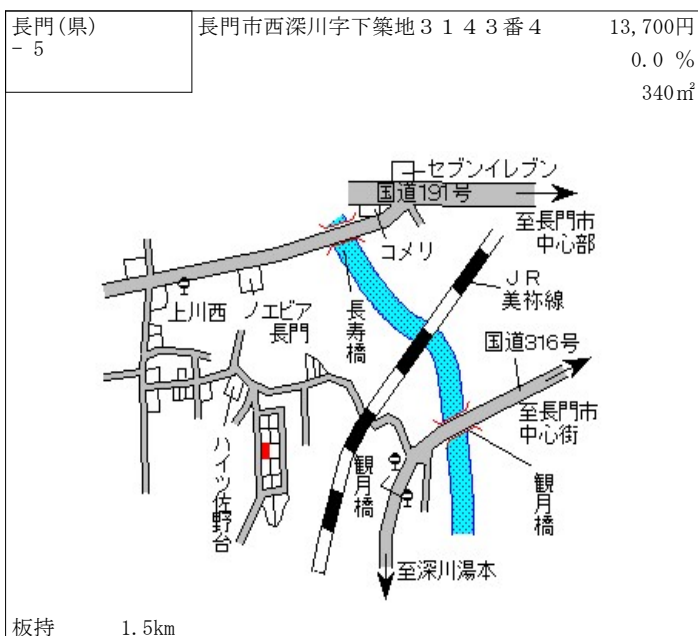 長門(県)
- 5
長門市西深川字下築地３１４３番４
13,700円
0.0 %
340㎡
セブンイレブン
国道191号
至長門市
中心部
コメリ
ＪＲ
美祢線
上川西
ノエビア
長門
長寿橋
国道316号
至長門市
中心街
ハイツ佐野台
観月橋
観月橋
至深川湯本
板持 1.5km